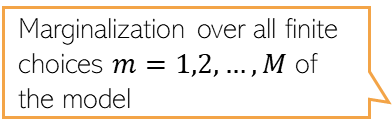 Marginalization over all finite
choices m = 1,2, ... , M of
the model